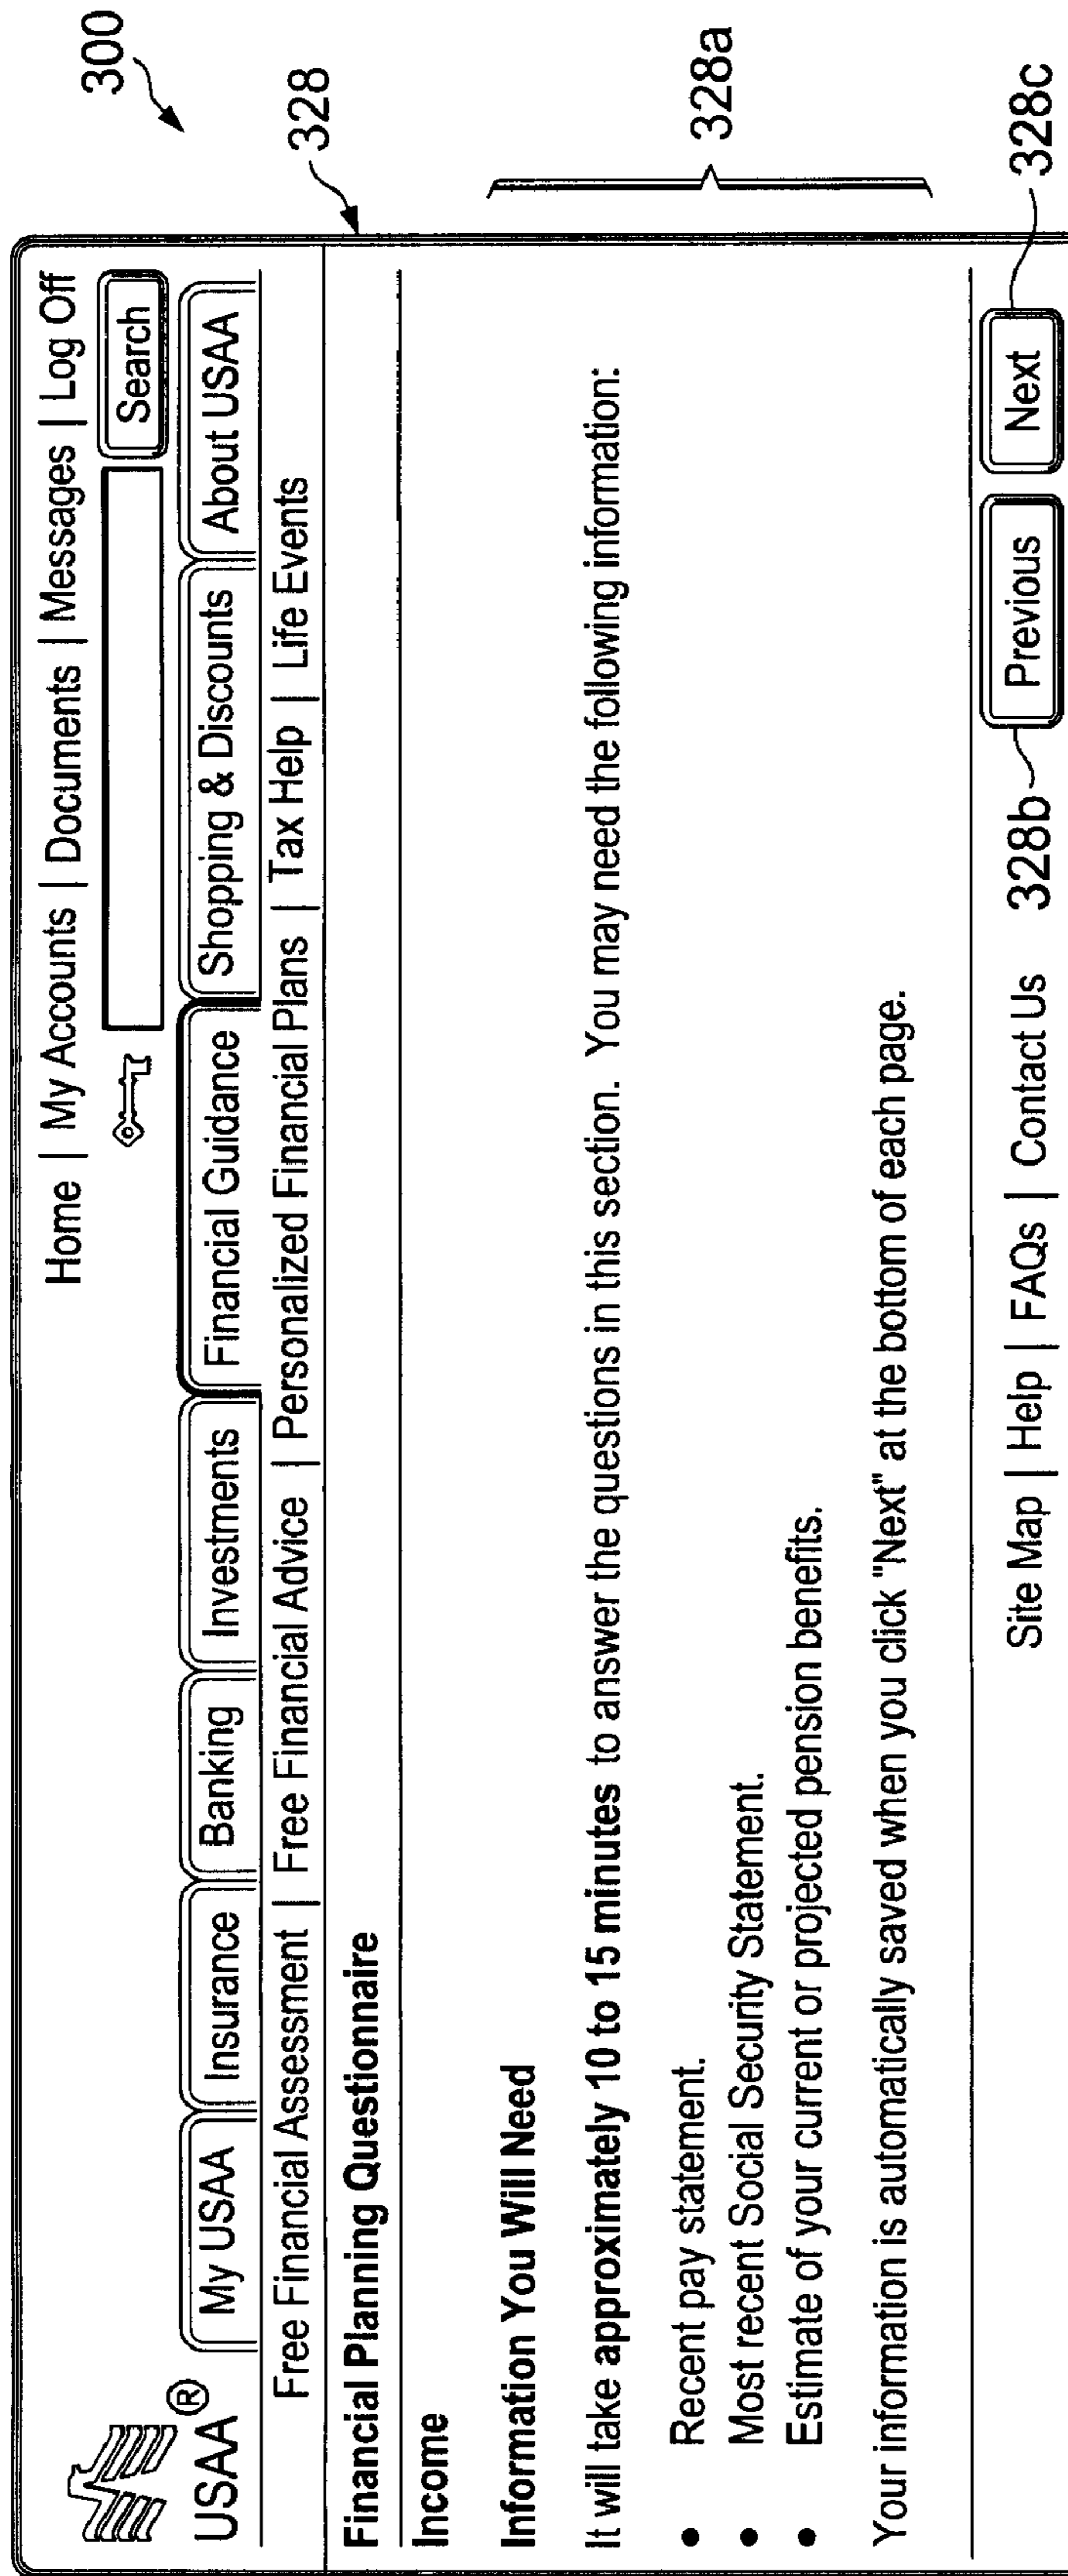 300
328
Home | My Accounts | Documents | Messages | Log Off
Search
USAA®
My USAA Insurance Banking Investments Financial Guidance Shopping & Discounts About USAA
Free Financial Assessment | Free Financial Advice | Personalized Financial Plans | Tax Help | Life Events
Financial Planning Questionnaire
Income
Information You Will Need
It will take approximately 10 to 15 minutes to answer the questions in this section. You may need the following information:
• Recent pay statement.
• Most recent Social Security Statement.
• Estimate of your current or projected pension benefits.
328a
Your information is automatically saved when you click "Next" at the bottom of each page.
Site Map | Help | FAQs | Contact Us 328b Previous Next 328c